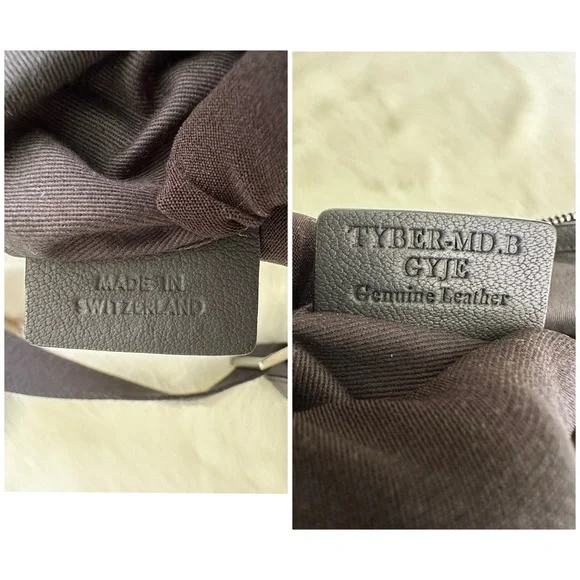 MADE IN
SWITZERLAND
TYBER-MD.B
GYJE
Genuine Leather